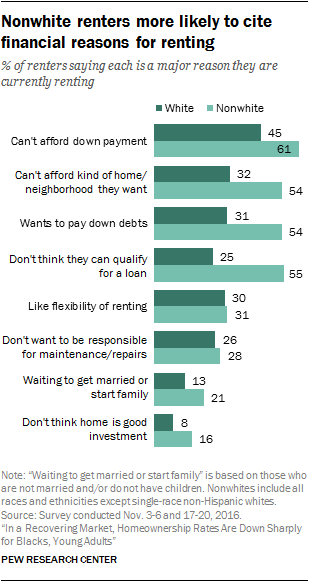 Nonwhite renters more likely to cite
financial reasons for renting
% of renters saying each is a major reason they are
currently renting
White Nonwhite
Can't afford down payment 45
61
Can't afford kind of home/
neighborhood they want
32
54
Wants to pay down debts 31
54
Don't think they can qualify
for a loan
25
55
Like flexibility of renting 30
31
Don't want to be responsible
for maintenance/repairs
26
28
Waiting to get married or
start family
13
21
Don't think home is good
investment
8
16
Note: "Waiting to get married or start family" is based on those who
are not married and/or do not have children. Nonwhites include all
races and ethnicities except single-race non-Hispanic whites.
Source: Survey conducted Nov. 3-6 and 17-20, 2016.
"In a Recovering Market, Homeownership Rates Are Down Sharply
for Blacks, Young Adults"
PEW RESEARCH CENTER